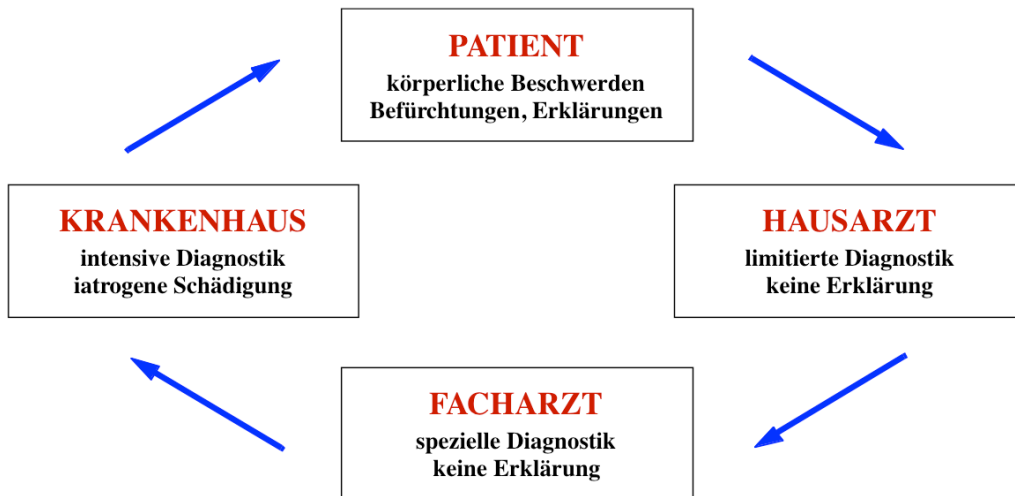 PATIENT
körperliche Beschwerden
Befürchtungen, Erklärungen
KRANKENHAUS
intensive Diagnostik
iatrogene Schädigung
HAUSARZT
limitierte Diagnostik
keine Erklärung
FACHARZT
spezielle Diagnostik
keine Erklärung